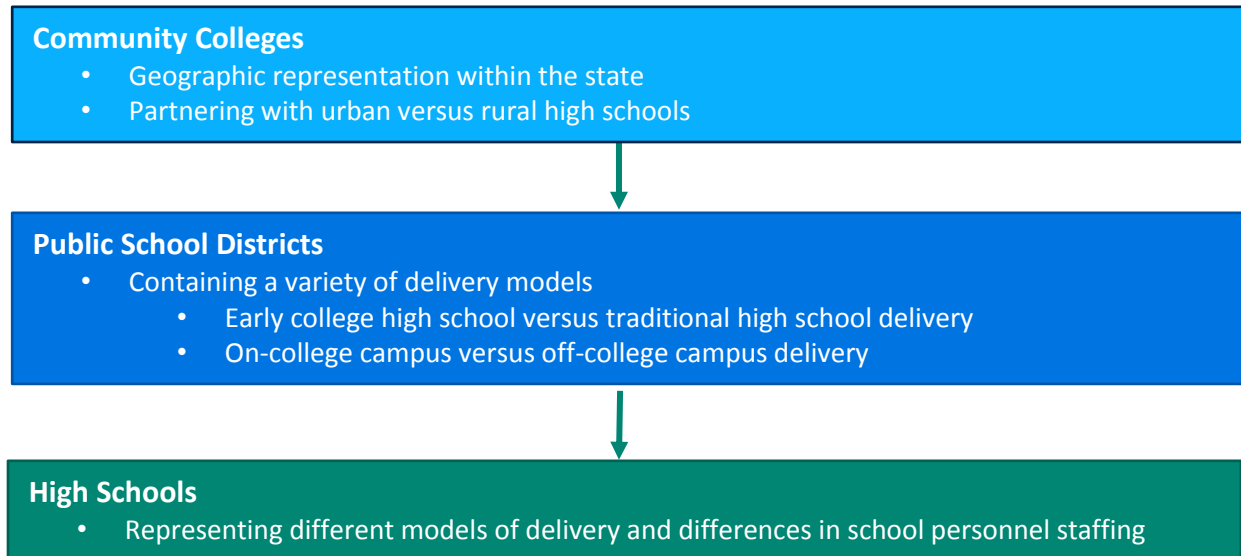 Community Colleges
• Geographic representation within the state
• Partnering with urban versus rural high schools
Public School Districts
• Containing a variety of delivery models
• Early college high school versus traditional high school delivery
• On-college campus versus off-college campus delivery
High Schools
• Representing different models of delivery and differences in school personnel staffing